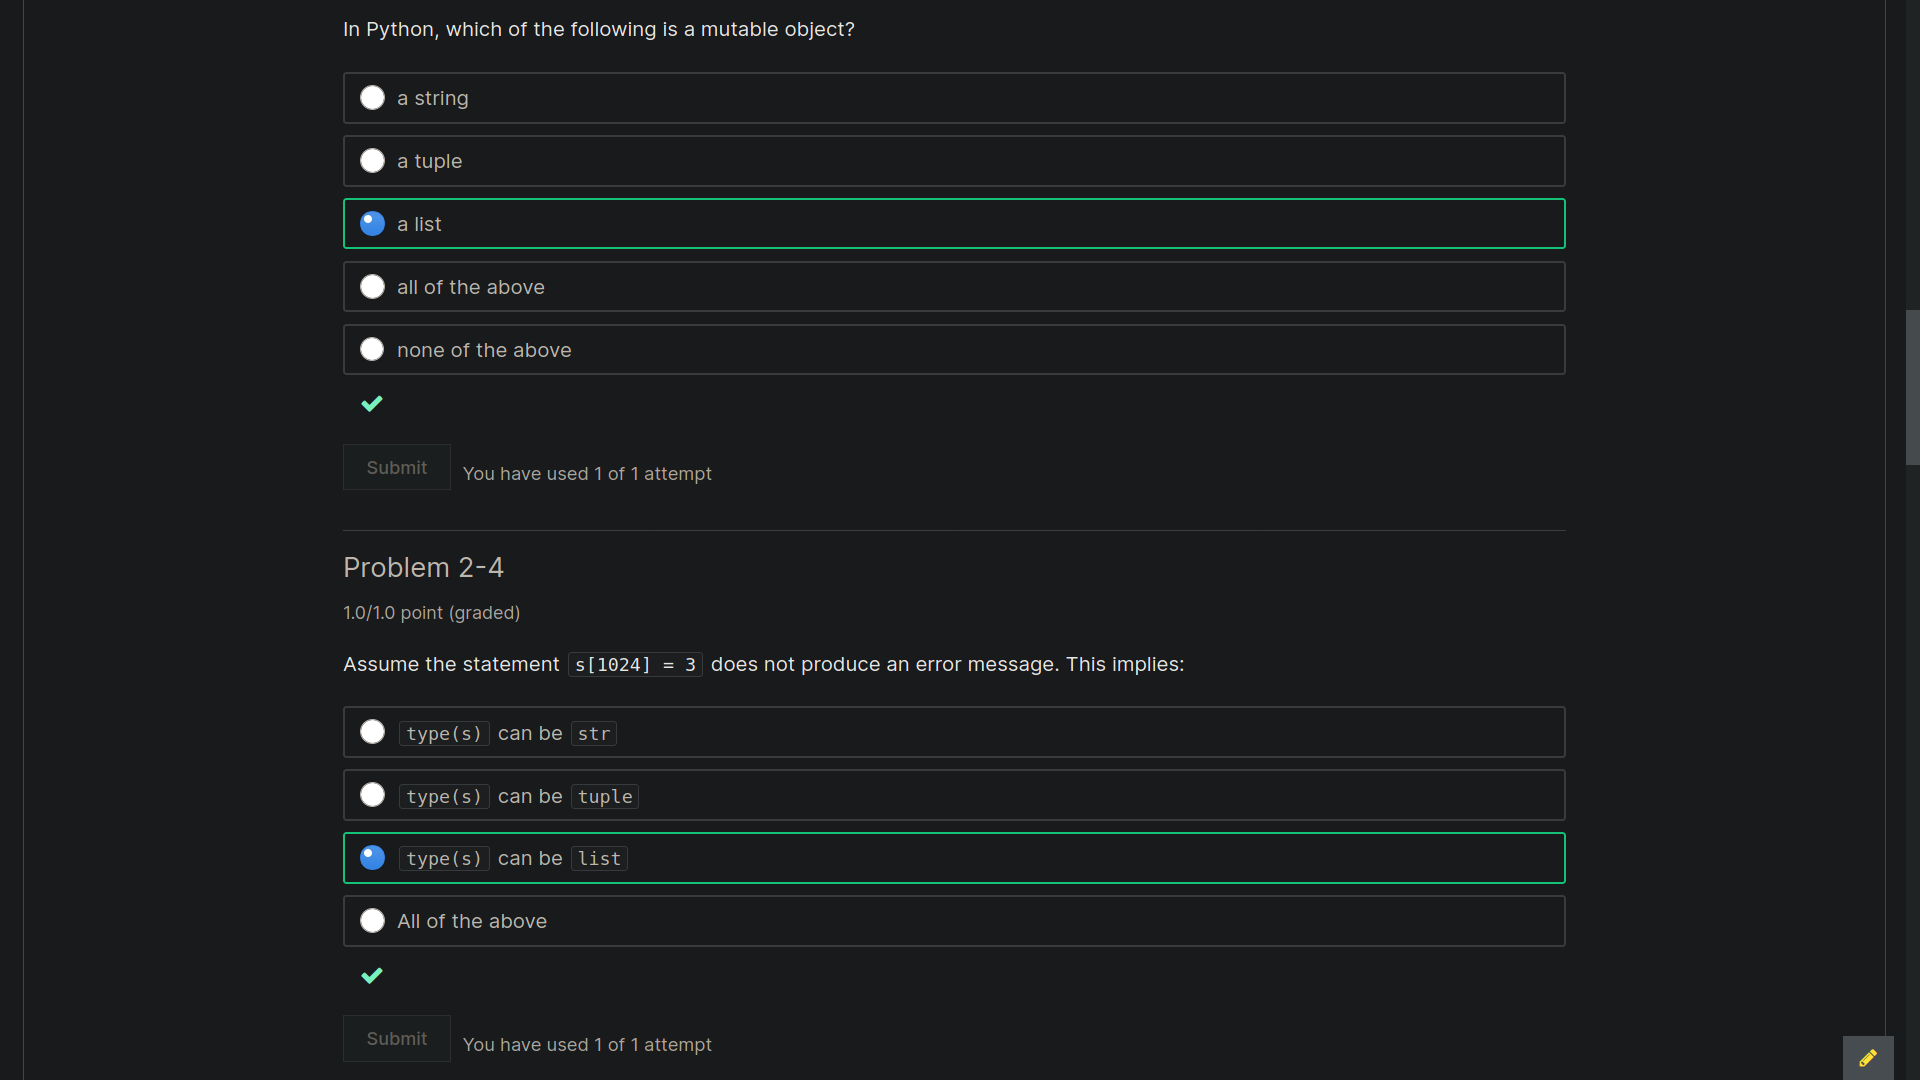 In Python, which of the following is a mutable object?
a string
a tuple
a list
all of the above
none of the above
Submit You have used 1 of 1 attempt
Problem 2-4
1.0/1.0 point (graded)
Assume the statement s[1024] = 3 does not produce an error message. This implies:
type(s) can be str
type(s) can be tuple
type(s) can be list
All of the above
Submit You have used 1 of 1 attempt